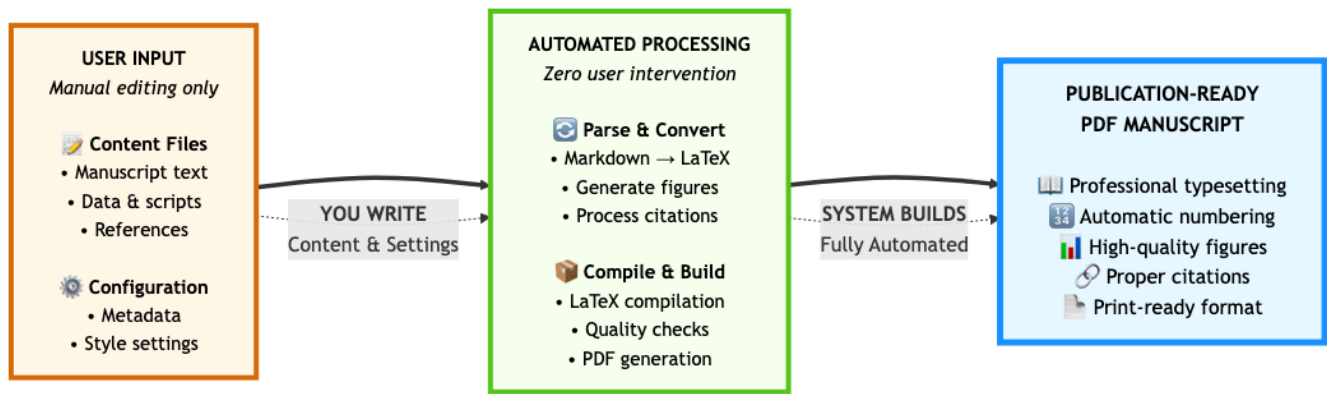 USER INPUT
Manual editing only
Content Files
• Manuscript text
• Data & scripts
• References
Configuration
• Metadata
• Style settings
YOU WRITE
Content & Settings
AUTOMATED PROCESSING
Zero user intervention
Parse & Convert
• Markdown → LaTeX
• Generate figures
• Process citations
Compile & Build
• LaTeX compilation
• Quality checks
• PDF generation
SYSTEM BUILDS
Fully Automated
PUBLICATION-READY
PDF MANUSCRIPT
Professional typesetting
1234 Automatic numbering
High-quality figures
Proper citations
Print-ready format